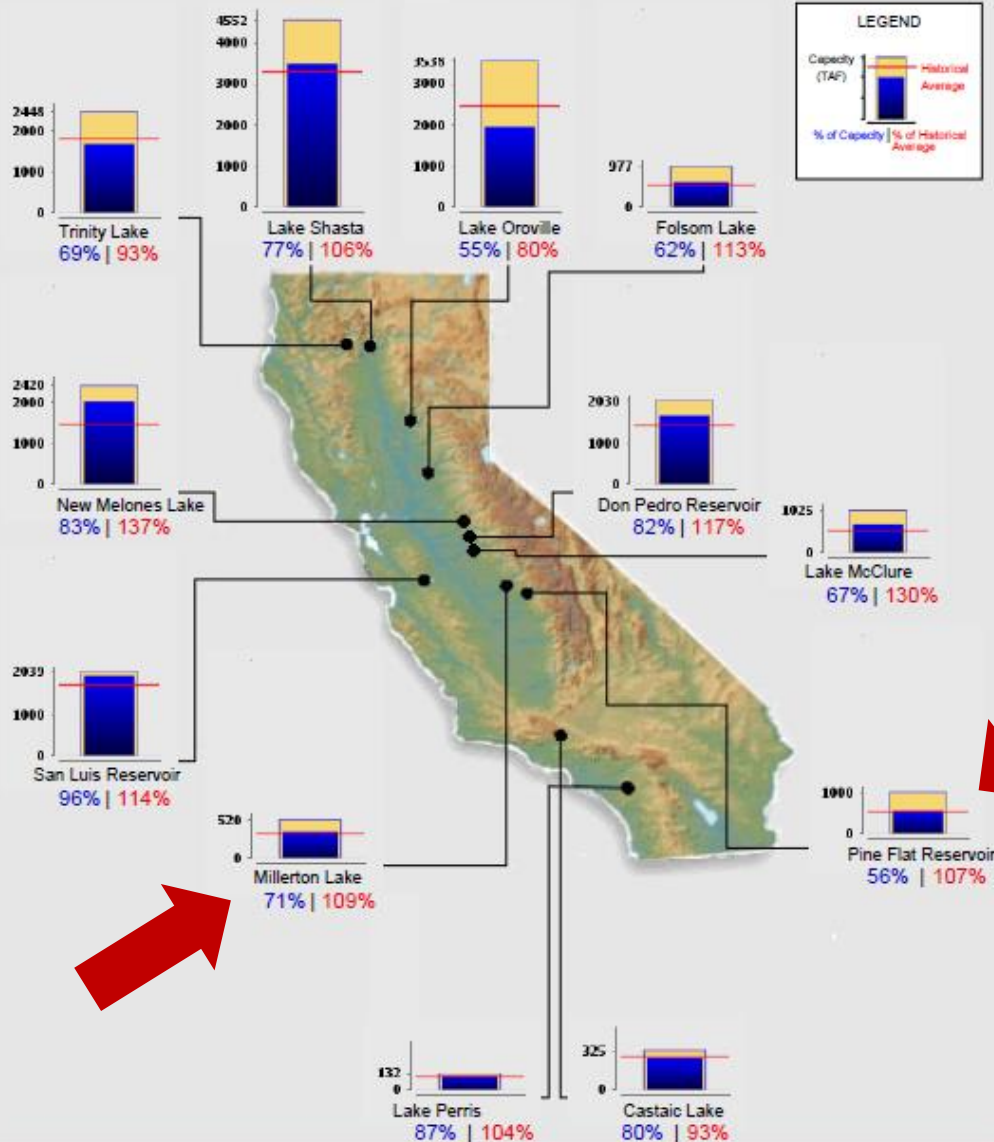 4552
4000
3000
2000
1000
0
Lake Shasta
77% | 106%
3538
3000
2000
1000
0
Lake Oroville
55% | 80%
LEGEND
Capacity
(TAF)
Historical
Average
% of Capacity | % of Historical
Average
2448
2000
1000
0
Trinity Lake
69% | 93%
977
0
Folsom Lake
62% | 113%
2420
2000
1000
0
New Melones Lake
83% | 137%
2030
1000
0
Don Pedro Reservoir
82% | 117%
1025
0
Lake McClure
67% | 130%
2039
1000
0
San Luis Reservoir
96% | 114%
520
0
Millerton Lake
71% | 109%
1000
0
Pine Flat Reservoir
56% | 107%
132
0
Lake Perris
87% | 104%
325
0
Castaic Lake
80% | 93%